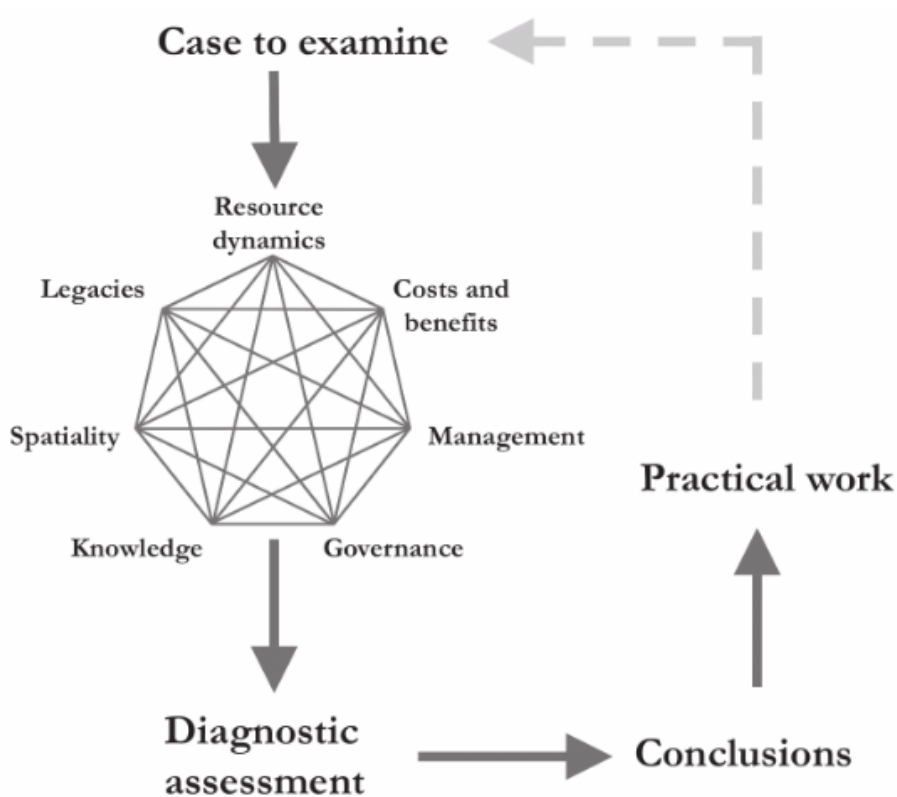 Case to examine
Resource
dynamics
Legacies
Costs and
benefits
Spatiality
Management
Practical work
Knowledge
Governance
Diagnostic
assessment
Conclusions